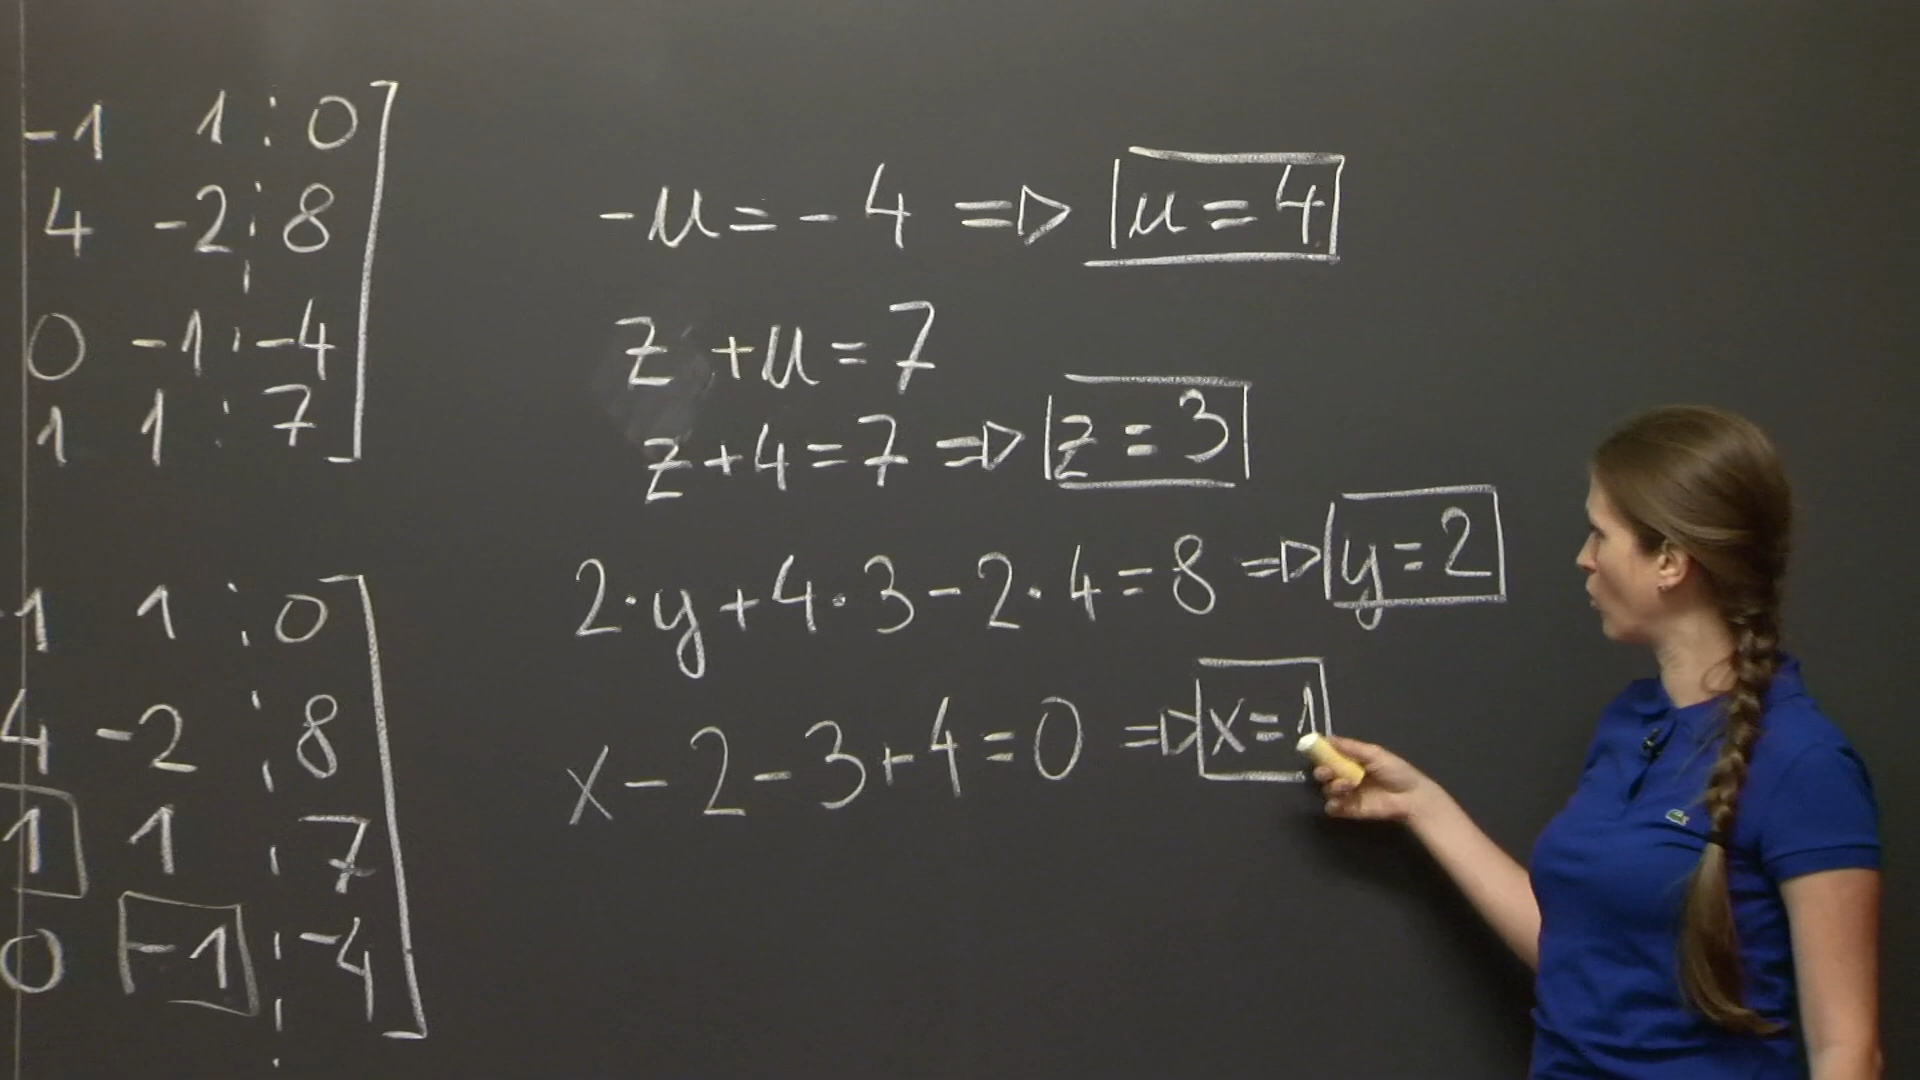 -1 1 : 0
4 -2 : 8
0 -1 : -4
1 1 : 7
-1 1 : 0
4 -2 : 8
1 1 : 7
0 -1 : -4
-u = -4 ⇒ u = 4
z + u = 7
z + 4 = 7 ⇒ z = 3
2·y + 4·3 - 2·4 = 8 ⇒ y = 2
x - 2 - 3 + 4 = 0 ⇒ x = 1